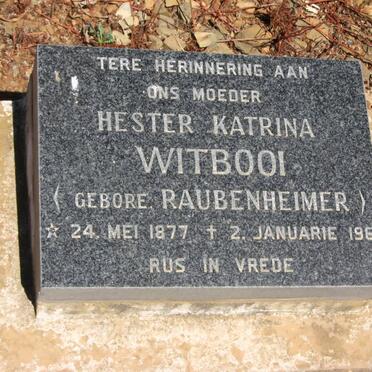 TERE HERINNERING AAN
ONS MOEDER
HESTER KATRINA
WITBOOI
( GEBORE. RAUBENHEIMER )
☆ 24. MEI 1877 ✝ 2. JANUARIE
RUS IN VREDE